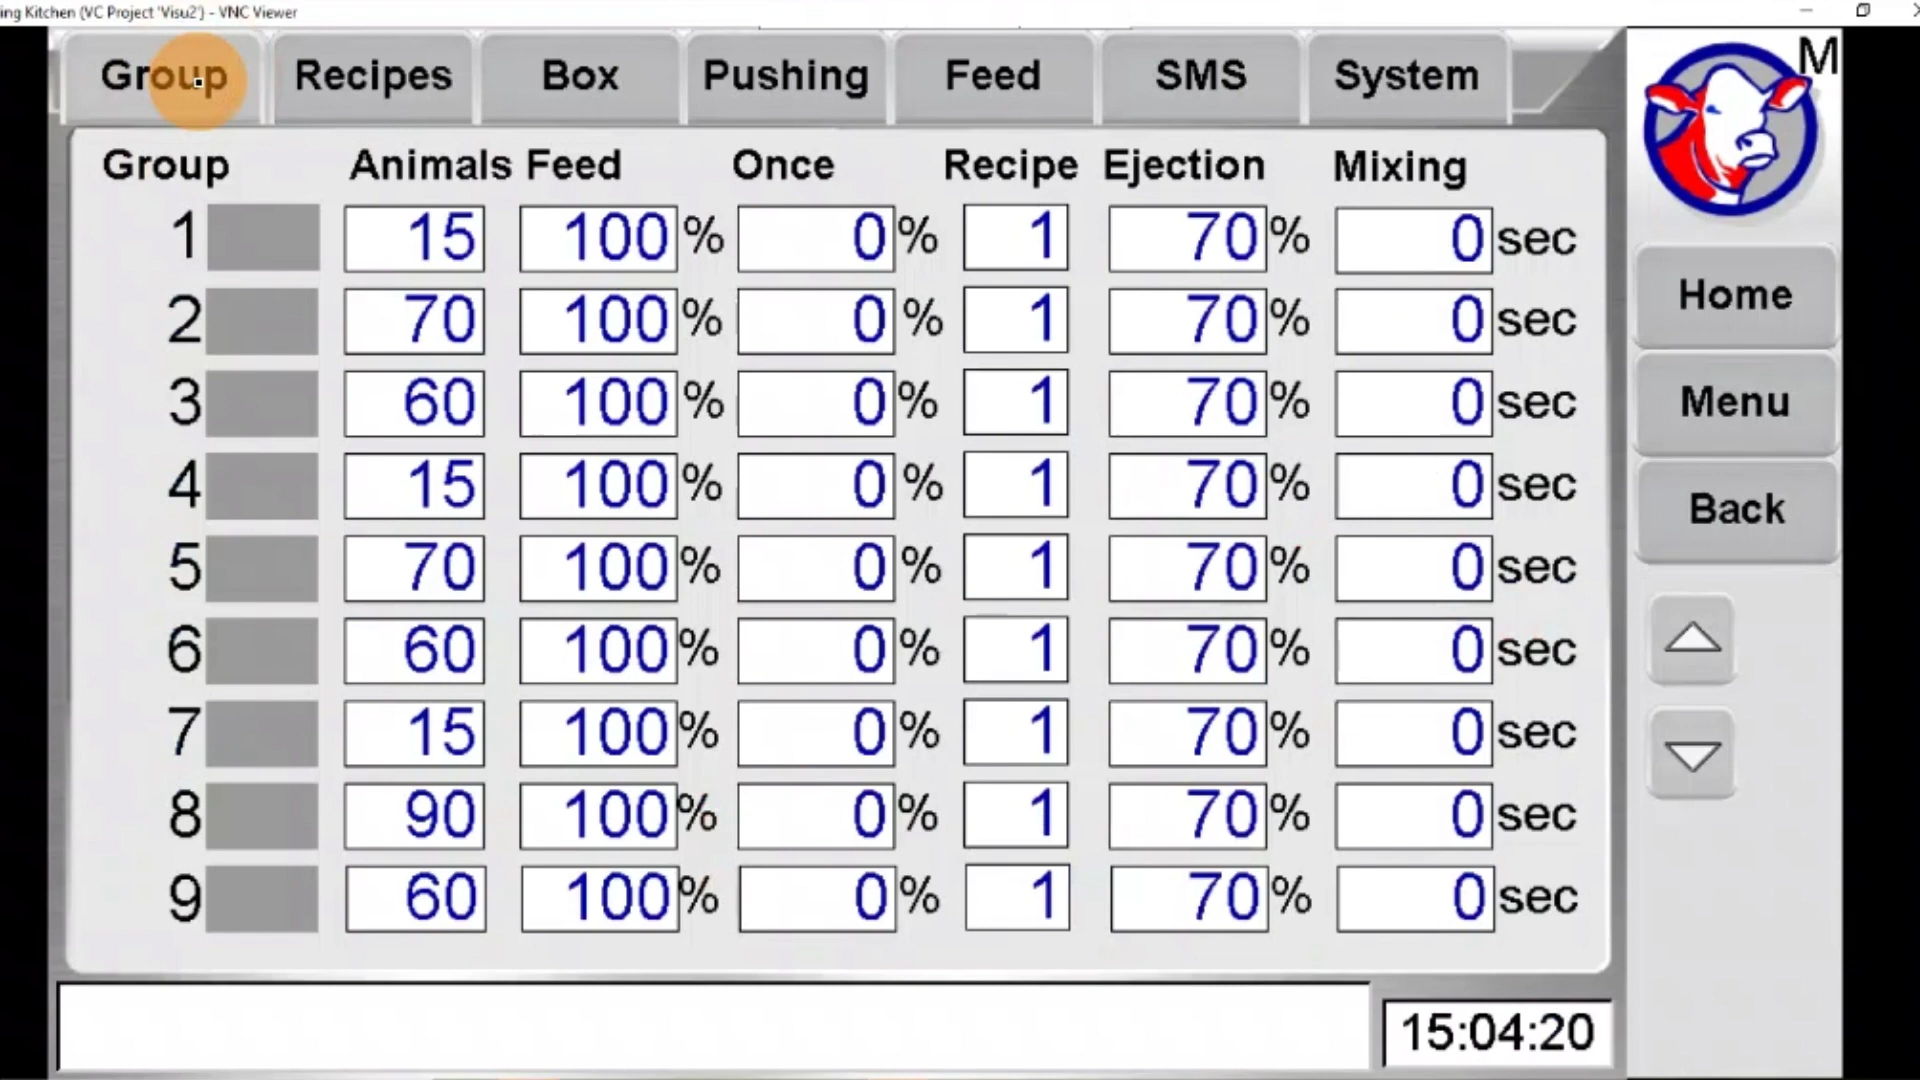 ing Kitchen (VC Project 'Visu2') - VNC Viewer
Group Recipes Box Pushing Feed SMS System
M
Group Animals Feed Once Recipe Ejection Mixing
1 15 100 % 0 % 1 70 % 0 sec
2 70 100 % 0 % 1 70 % 0 sec
3 60 100 % 0 % 1 70 % 0 sec
4 15 100 % 0 % 1 70 % 0 sec
5 70 100 % 0 % 1 70 % 0 sec
6 60 100 % 0 % 1 70 % 0 sec
7 15 100 % 0 % 1 70 % 0 sec
8 90 100 % 0 % 1 70 % 0 sec
9 60 100 % 0 % 1 70 % 0 sec
Home
Menu
Back
15:04:20